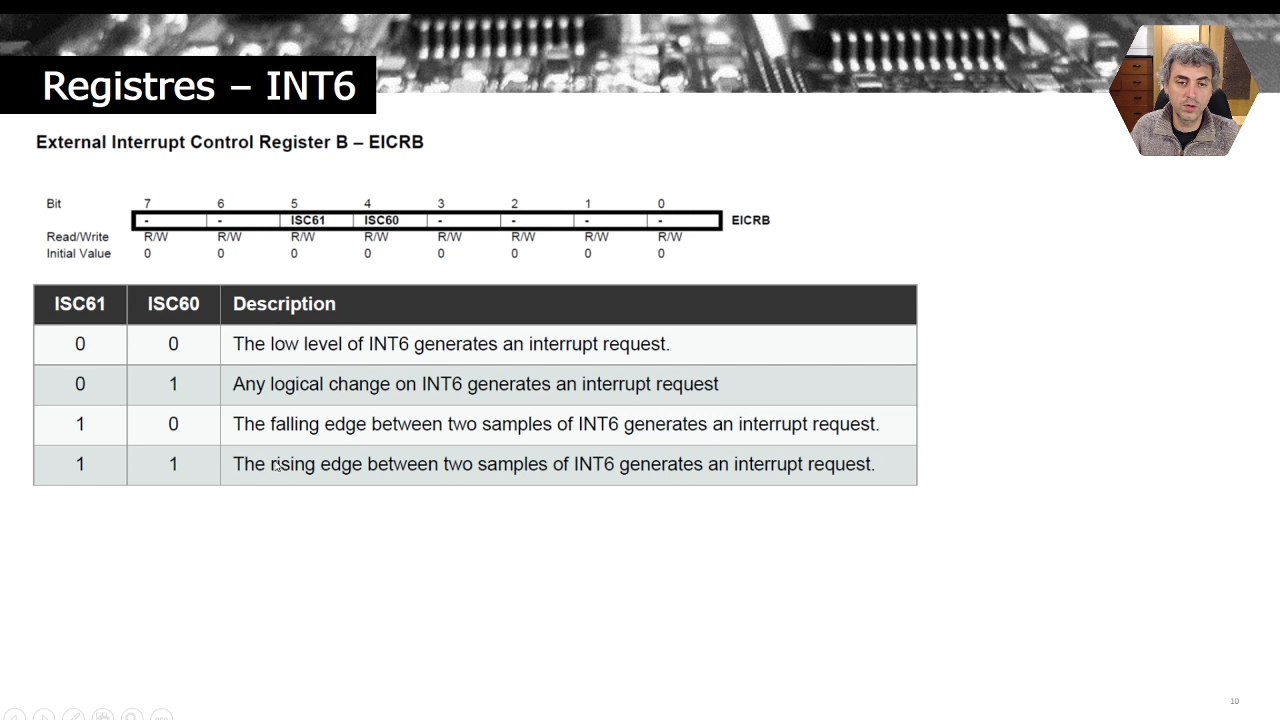 Registres – INT6
External Interrupt Control Register B – EICRB
Bit 7 6 5 4 3 2 1 0
- - ISC61 ISC60 - - - - EICRB
Read/Write R/W R/W R/W R/W R/W R/W R/W R/W
Initial Value 0 0 0 0 0 0 0 0
ISC61 ISC60 Description
0 0 The low level of INT6 generates an interrupt request.
0 1 Any logical change on INT6 generates an interrupt request
1 0 The falling edge between two samples of INT6 generates an interrupt request.
1 1 The rising edge between two samples of INT6 generates an interrupt request.
10